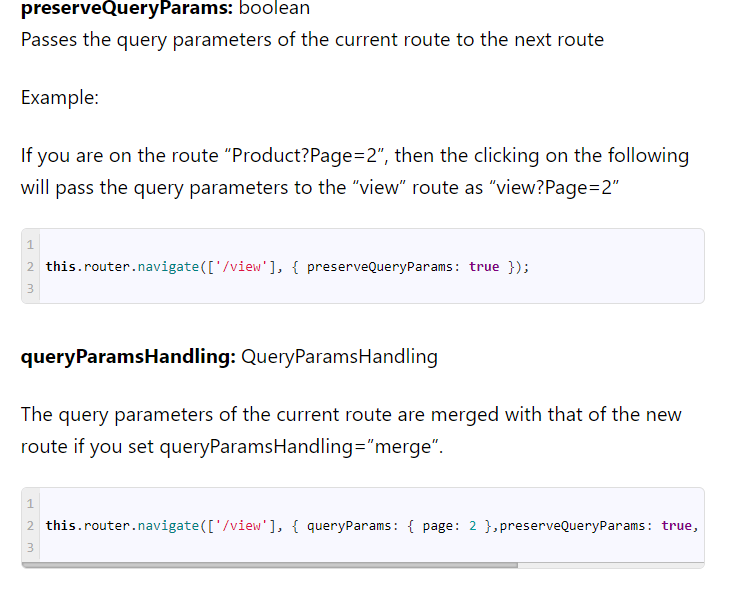 preserveQueryParams: boolean
Passes the query parameters of the current route to the next route
Example:
If you are on the route “Product?Page=2”, then the clicking on the following
will pass the query parameters to the “view” route as “view?Page=2”
1
2 this.router.navigate(['/view'], { preserveQueryParams: true });
3
queryParamsHandling: QueryParamsHandling
The query parameters of the current route are merged with that of the new
route if you set queryParamsHandling=”merge”.
1
2 this.router.navigate(['/view'], { queryParams: { page: 2 },preserveQueryParams: true,
3